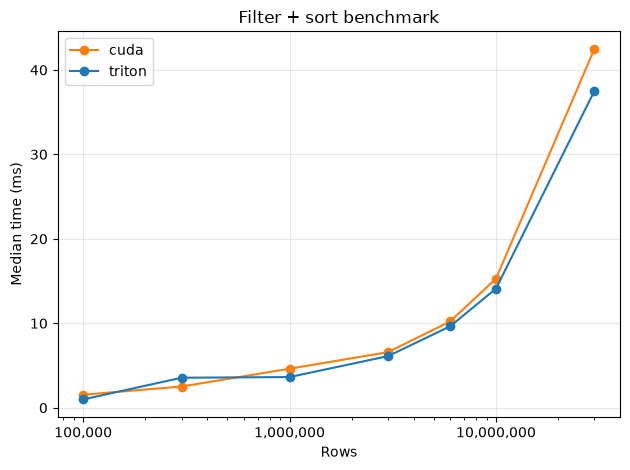 Filter + sort benchmark
cuda
triton
Median time (ms)
40
30
20
10
0
100,000
1,000,000
10,000,000
Rows